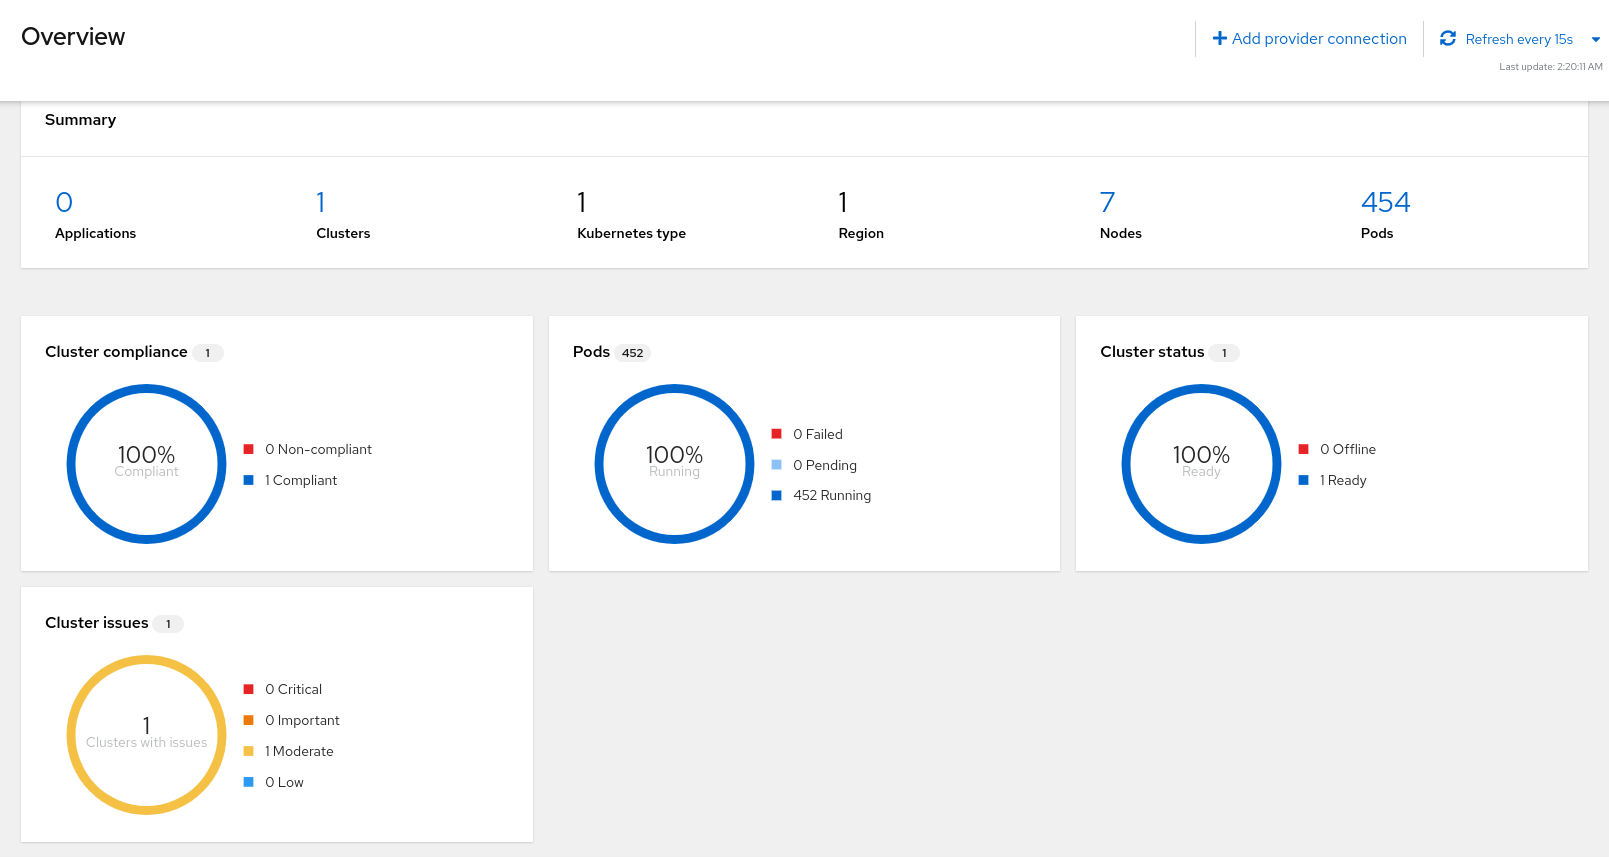 Overview
Add provider connection
Refresh every 15s
Last update: 2:20:11 AM
Summary
0
Applications
1
Clusters
1
Kubernetes type
1
Region
7
Nodes
454
Pods
Cluster compliance 1
100%
Compliant
0 Non-compliant
1 Compliant
Pods 452
100%
Running
0 Failed
0 Pending
452 Running
Cluster status 1
100%
Ready
0 Offline
1 Ready
Cluster issues 1
1
Clusters with issues
0 Critical
0 Important
1 Moderate
0 Low